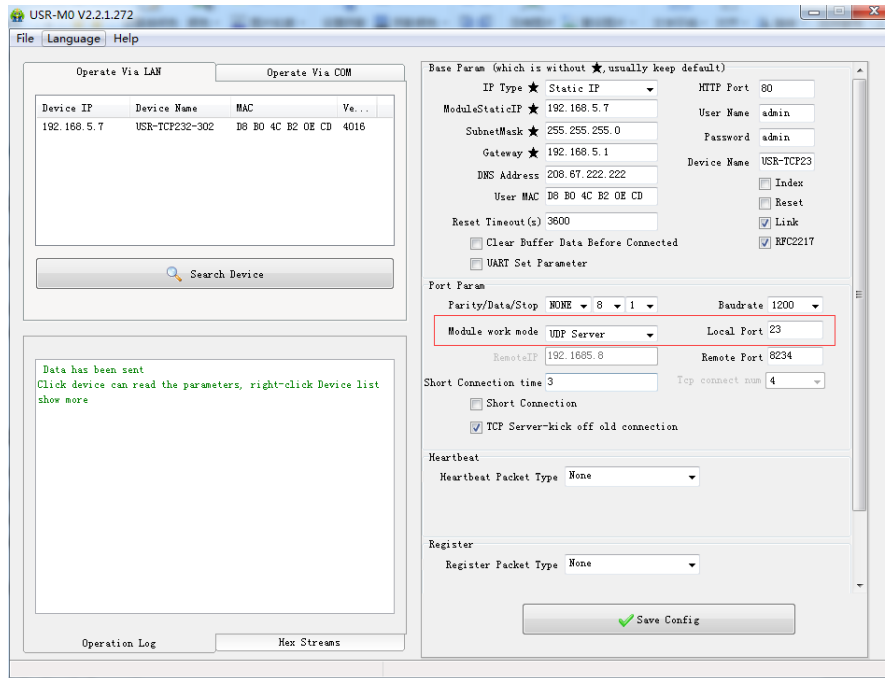 USR-M0 V2.2.1.272
File Language Help
Operate Via LAN
Operate Via COM
Device IP Device Name MAC Ve...
192.168.5.7 USR-TCP232-302 D8 B0 4C B2 0E CD 4016
Search Device
Data has been sent
Click device can read the parameters, right-click Device list
show more
Operation Log
Hex Streams
Base Param (which is without ★,usually keep default)
IP Type ★ Static IP
HTTP Port 80
ModuleStaticIP ★ 192.168.5.7
User Name admin
SubnetMask ★ 255.255.255.0
Password admin
Gateway ★ 192.168.5.1
Device Name USR-TCP23
DNS Address 208.67.222.222
Index
User MAC D8 B0 4C B2 0E CD
Reset
Reset Timeout(s) 3600
Link
Clear Buffer Data Before Connected
RFC2217
UART Set Parameter
Port Param
Parity/Data/Stop NONE 8 1
Baudrate 1200
Module work mode UDP Server
Local Port 23
RemoteIP 192.1685.8
Remote Port 8234
Short Connection time 3
Tcp connect num 4
Short Connection
TCP Server-kick off old connection
Heartbeat
Heartbeat Packet Type None
Register
Register Packet Type None
Save Config